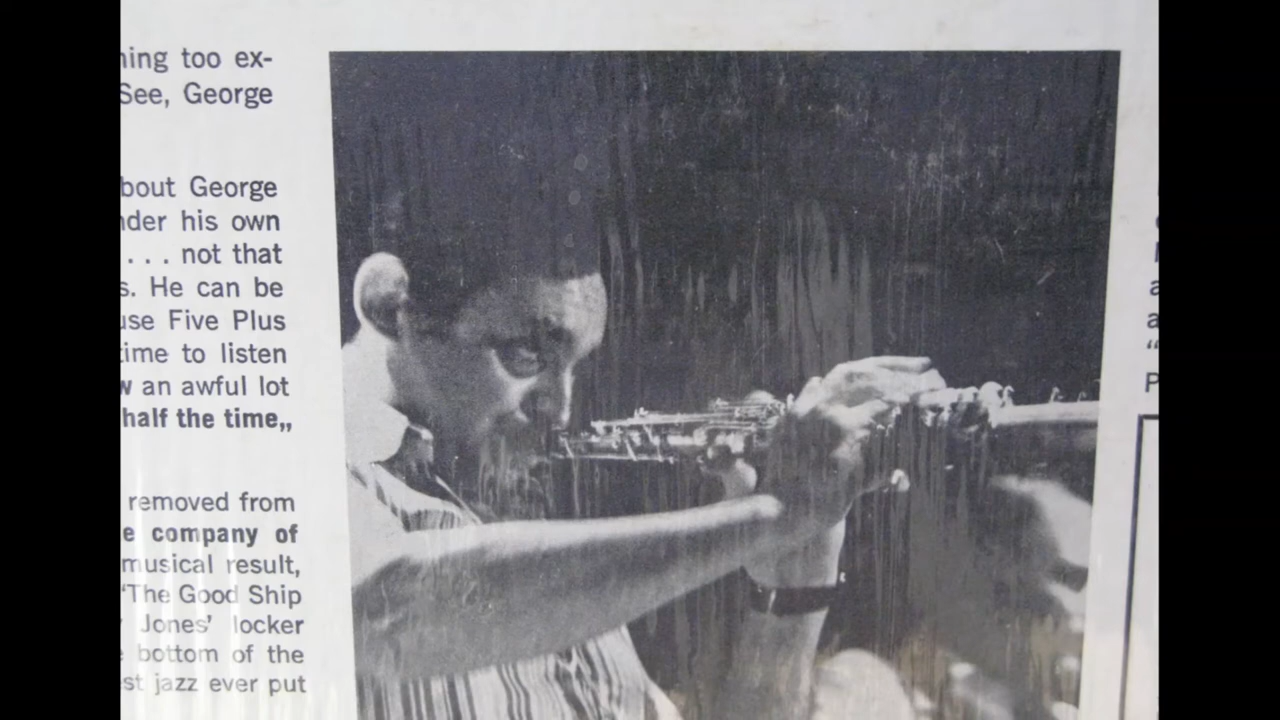 ning too ex-
See, George
bout George
nder his own
. . . not that
s. He can be
use Five Plus
time to listen
w an awful lot
half the time,,
removed from
e company of
musical result,
"The Good Ship
Jones' locker
bottom of the
st jazz ever put